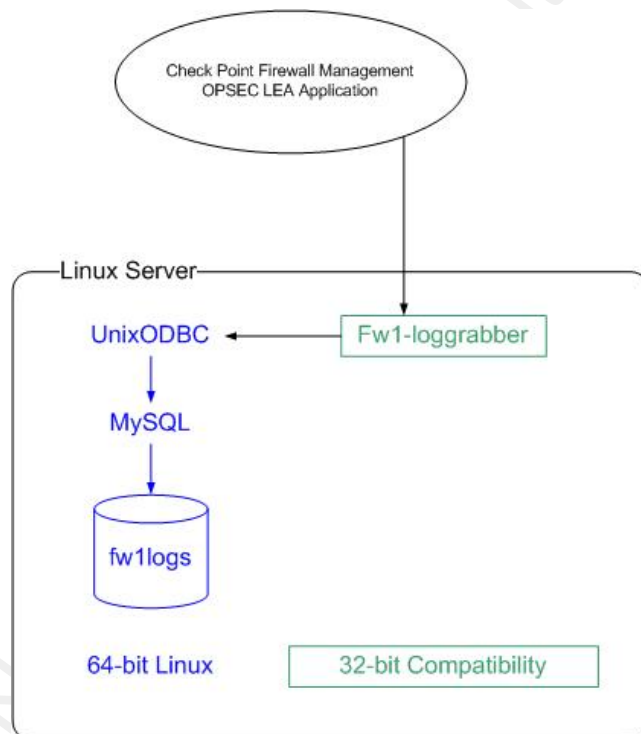 Check Point Firewall Management
OPSEC LEA Application
Linux Server
UnixODBC
Fw1-loggrabber
MySQL
fw1logs
64-bit Linux
32-bit Compatibility